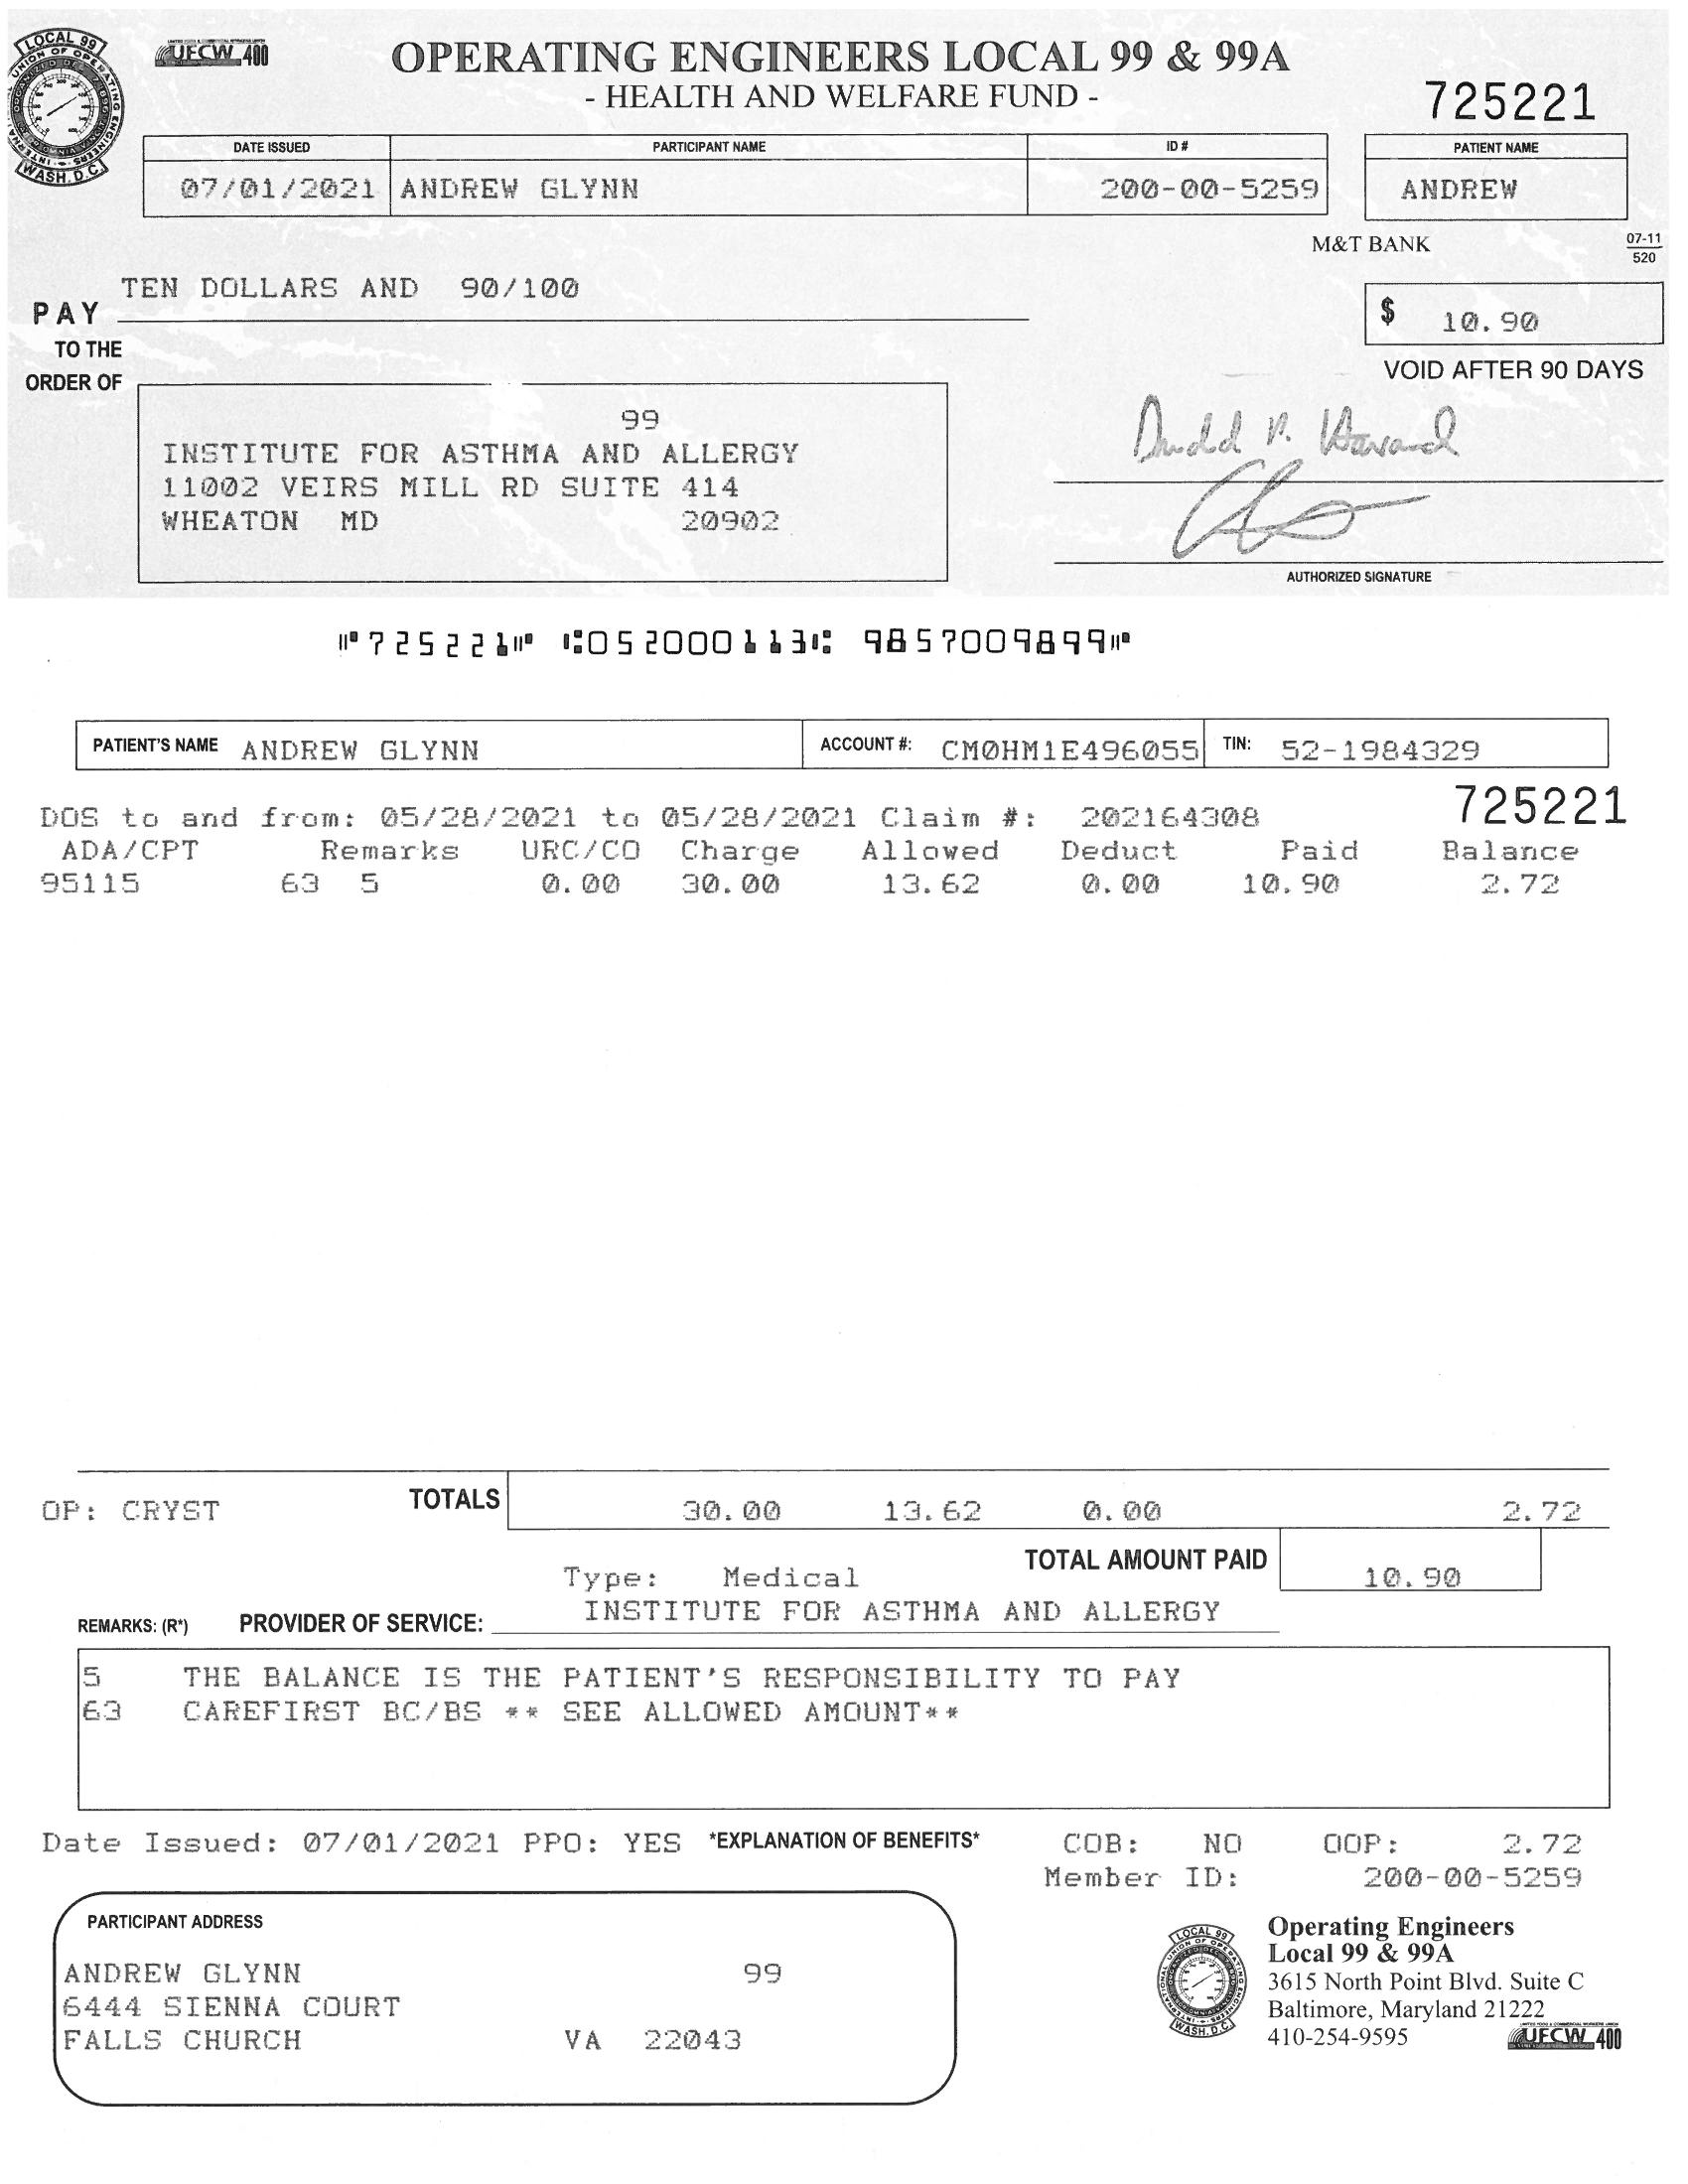 LOCAL 99
UFCW 400
OPERATING ENGINEERS LOCAL 99 & 99A
- HEALTH AND WELFARE FUND -
725221
WASH. D.C.
DATE ISSUED PARTICIPANT NAME ID # PATIENT NAME
07/01/2021 ANDREW GLYNN 200-00-5259 ANDREW
M&T BANK 07-11
520
TEN DOLLARS AND 90/100
PAY $ 10.90
TO THE
ORDER OF
VOID AFTER 90 DAYS
99
INSTITUTE FOR ASTHMA AND ALLERGY
11002 VEIRS MILL RD SUITE 414
WHEATON MD 20902
AUTHORIZED SIGNATURE
⑈725221⑈ ⑆052000113⑆ 9857009899⑈
PATIENT'S NAME ANDREW GLYNN ACCOUNT #: CM0HM1E496055 TIN: 52-1984329
725221
DOS to and from: 05/28/2021 to 05/28/2021 Claim #: 202164308
ADA/CPT Remarks URC/CO Charge Allowed Deduct Paid Balance
95115 63 5 0.00 30.00 13.62 0.00 10.90 2.72
OP: CRYST TOTALS 30.00 13.62 0.00 2.72
TOTAL AMOUNT PAID 10.90
Type: Medical
REMARKS: (R*) PROVIDER OF SERVICE: INSTITUTE FOR ASTHMA AND ALLERGY
5 THE BALANCE IS THE PATIENT'S RESPONSIBILITY TO PAY
63 CAREFIRST BC/BS ** SEE ALLOWED AMOUNT**
Date Issued: 07/01/2021 PPO: YES *EXPLANATION OF BENEFITS* COB: NO OOP: 2.72
Member ID: 200-00-5259
PARTICIPANT ADDRESS
ANDREW GLYNN 99
6444 SIENNA COURT
FALLS CHURCH VA 22043
LOCAL 99
WASH. D.C.
Operating Engineers
Local 99 & 99A
3615 North Point Blvd. Suite C
Baltimore, Maryland 21222
410-254-9595
UFCW 400